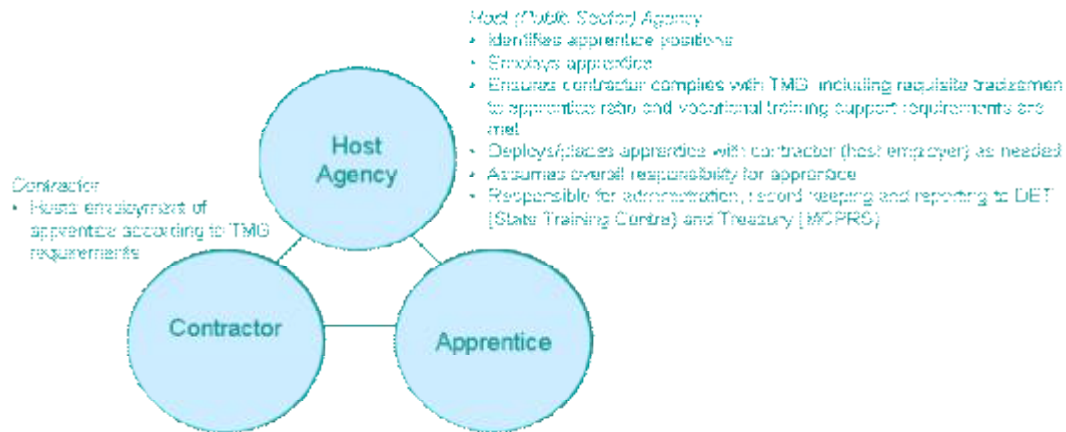 Host (Public Sector) Agency
• Identifies apprentice positions
• Employs apprentice
• Ensures contractor complies with TMG, including requisite tradesmen
to apprentice ratio and vocational training support requirements are
met
• Deploys/places apprentice with contractor (host employer) as needed
• Assumes overall responsibility for apprentice
• Responsible for administration, record keeping and reporting to DET
(State Training Centre) and Treasury
Host
Agency
Contractor
• Hosts employment of
apprentice according to TMG
requirements
Contractor
Apprentice